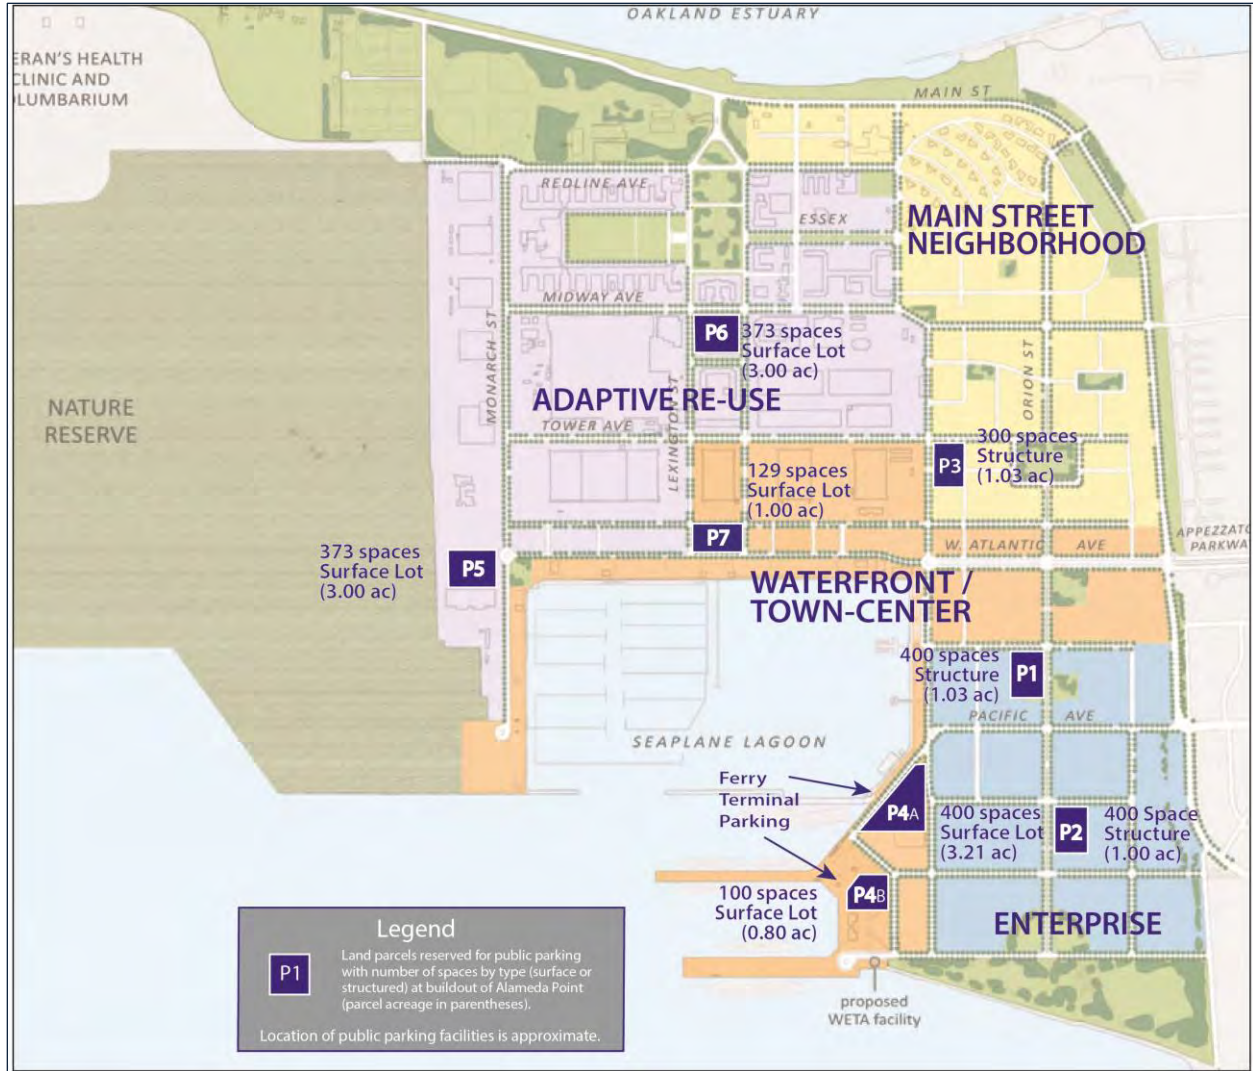 OAKLAND ESTUARY
ERAN'S HEALTH
CLINIC AND
OLUMBARIUM
MAIN ST
REDLINE AVE
ESSEX
MAIN STREET
NEIGHBORHOOD
MIDWAY AVE
MONARCH ST
P6
373 spaces
Surface Lot
(3.00 ac)
ORION ST
NATURE
RESERVE
ADAPTIVE RE-USE
LEXINGTON ST
TOWER AVE
P3
300 spaces
Structure
(1.03 ac)
129 spaces
Surface Lot
(1.00 ac)
P7
W. ATLANTIC AVE
APPEZZATO
PARKWA
373 spaces
Surface Lot
(3.00 ac)
P5
WATERFRONT /
TOWN-CENTER
400 spaces
Structure
(1.03 ac)
P1
PACIFIC AVE
SEAPLANE LAGOON
Ferry
Terminal
Parking
P4A
400 spaces
Surface Lot
(3.21 ac)
P2
400 Space
Structure
(1.00 ac)
100 spaces
Surface Lot
(0.80 ac)
P4B
ENTERPRISE
proposed
WETA facility
Legend
P1
Land parcels reserved for public parking
with number of spaces by type (surface or
structured) at buildout of Alameda Point
(parcel acreage in parentheses).
Location of public parking facilities is approximate.